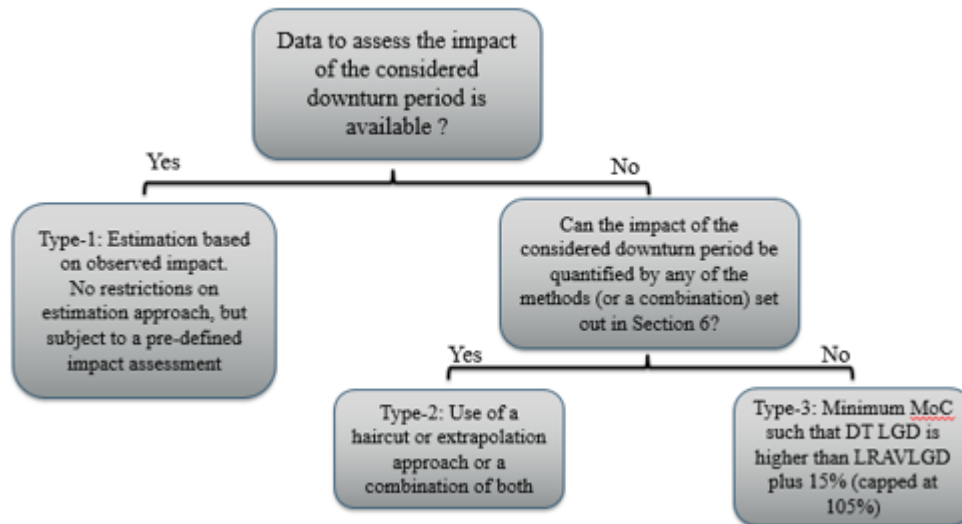 Data to assess the impact
of the considered
downturn period is
available ?
Yes
No
Type-1: Estimation based
on observed impact.
No restrictions on
estimation approach, but
subject to a pre-defined
impact assessment
Can the impact of the
considered downturn period be
quantified by any of the
methods (or a combination) set
out in Section 6?
Yes
No
Type-2: Use of a
haircut or extrapolation
approach or a
combination of both
Type-3: Minimum MoC
such that DT LGD is
higher than LRAVLGD
plus 15% (capped at
105%)